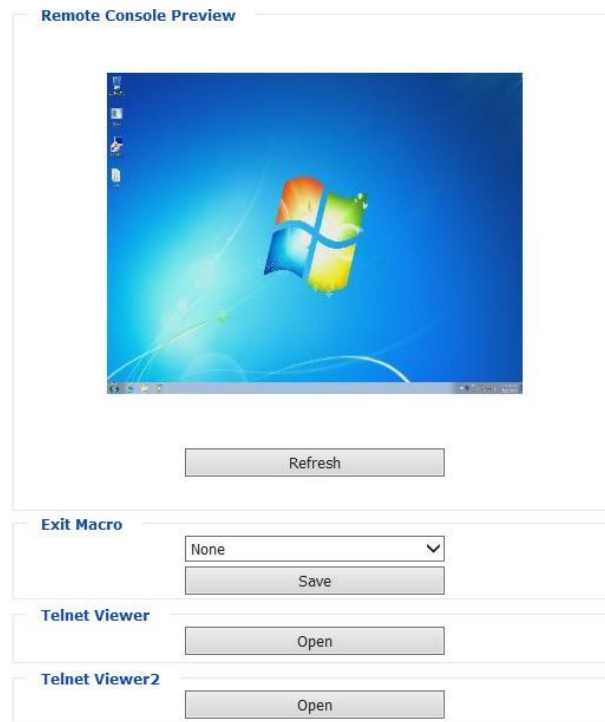 Remote Console Preview
Refresh
Exit Macro
None
Save
Telnet Viewer
Open
Telnet Viewer2
Open